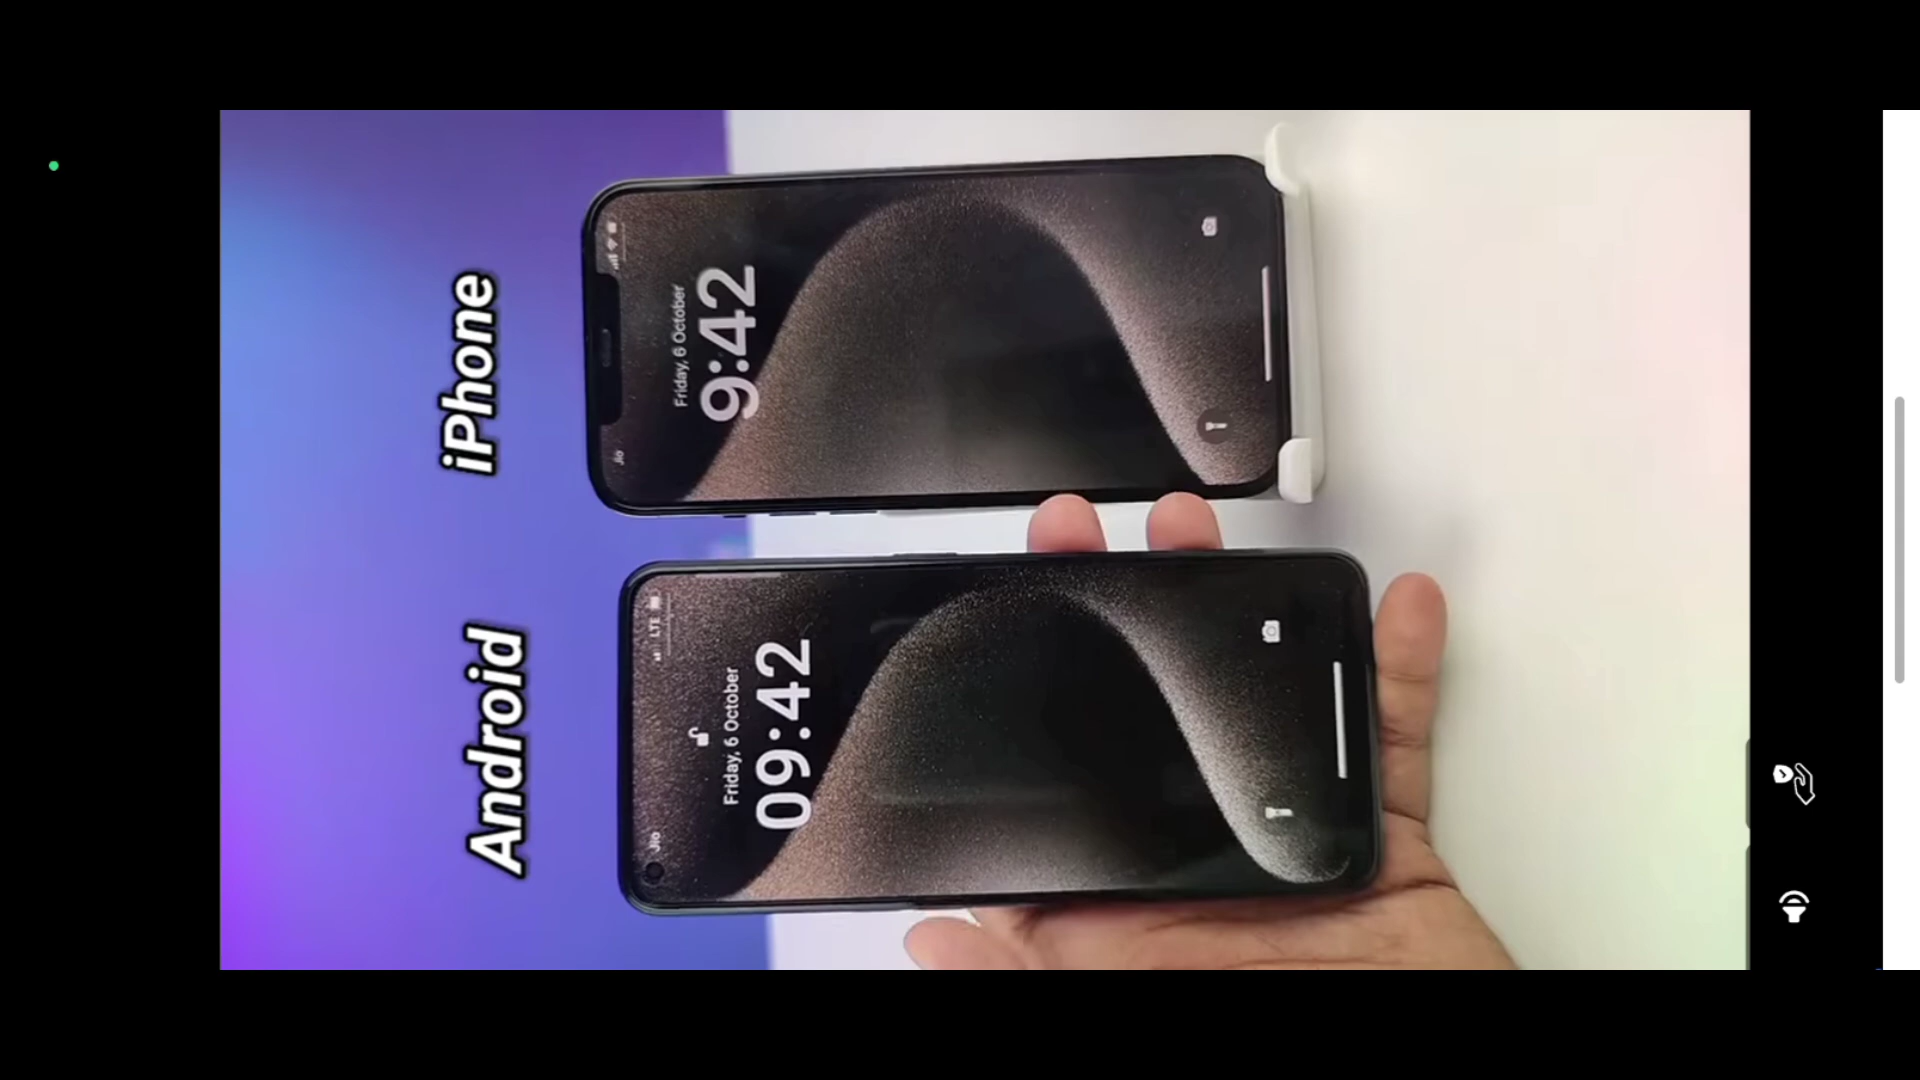 iPhone
Jio
Friday, 6 October
9:42
Android
Jio
LTE
Friday, 6 October
09:42